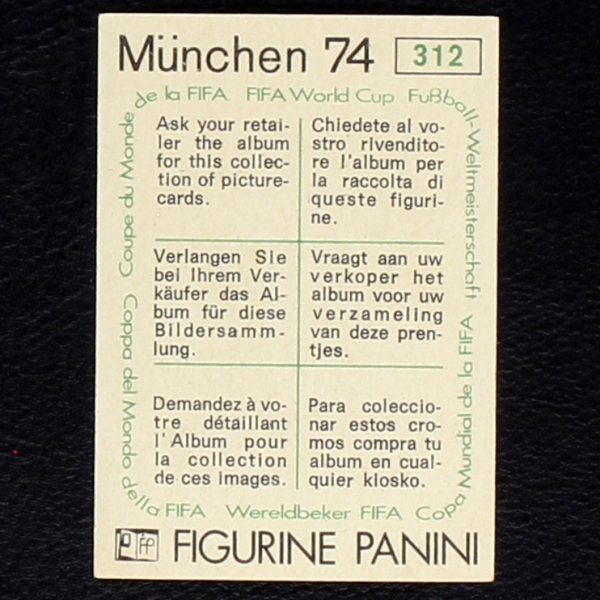 München 74 312
de la FIFA FIFA World Cup Fußball-Weltmeisterschaft
Copa Mundial de la FIFA
Wereldbeker FIFA
Coppa del Mondo della FIFA
Coupe du Monde
Ask your retai-
ler the album
for this collec-
tion of picture-
cards.
Chiedete al vo-
stro rivendito-
re l'album per
la raccolta di
queste figuri-
ne.
Verlangen Sie
bei Ihrem Ver-
käufer das Al-
bum für diese
Bildersamm-
lung.
Vraagt aan uw
verkoper het
album voor uw
verzameling
van deze pren-
tjes.
Demandez à vo-
tre détaillant
l'Album pour
la collection
de ces images.
Para coleccio-
nar estos cro-
mos compra tu
album en cual-
quier kiosko.
FIGURINE PANINI